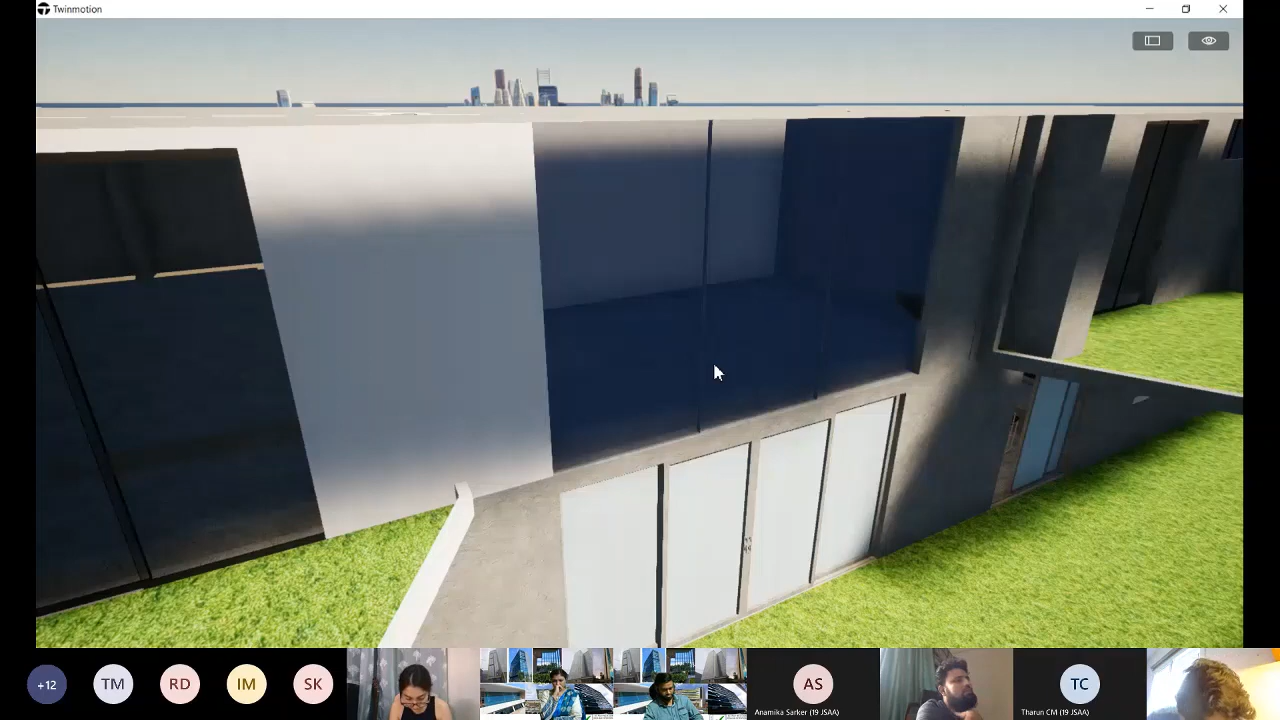 Twinmotion
+12
TM
RD
IM
SK
AS
Anamika Sarker (19 JSAA)
TC
Tharun CM (19 JSAA)